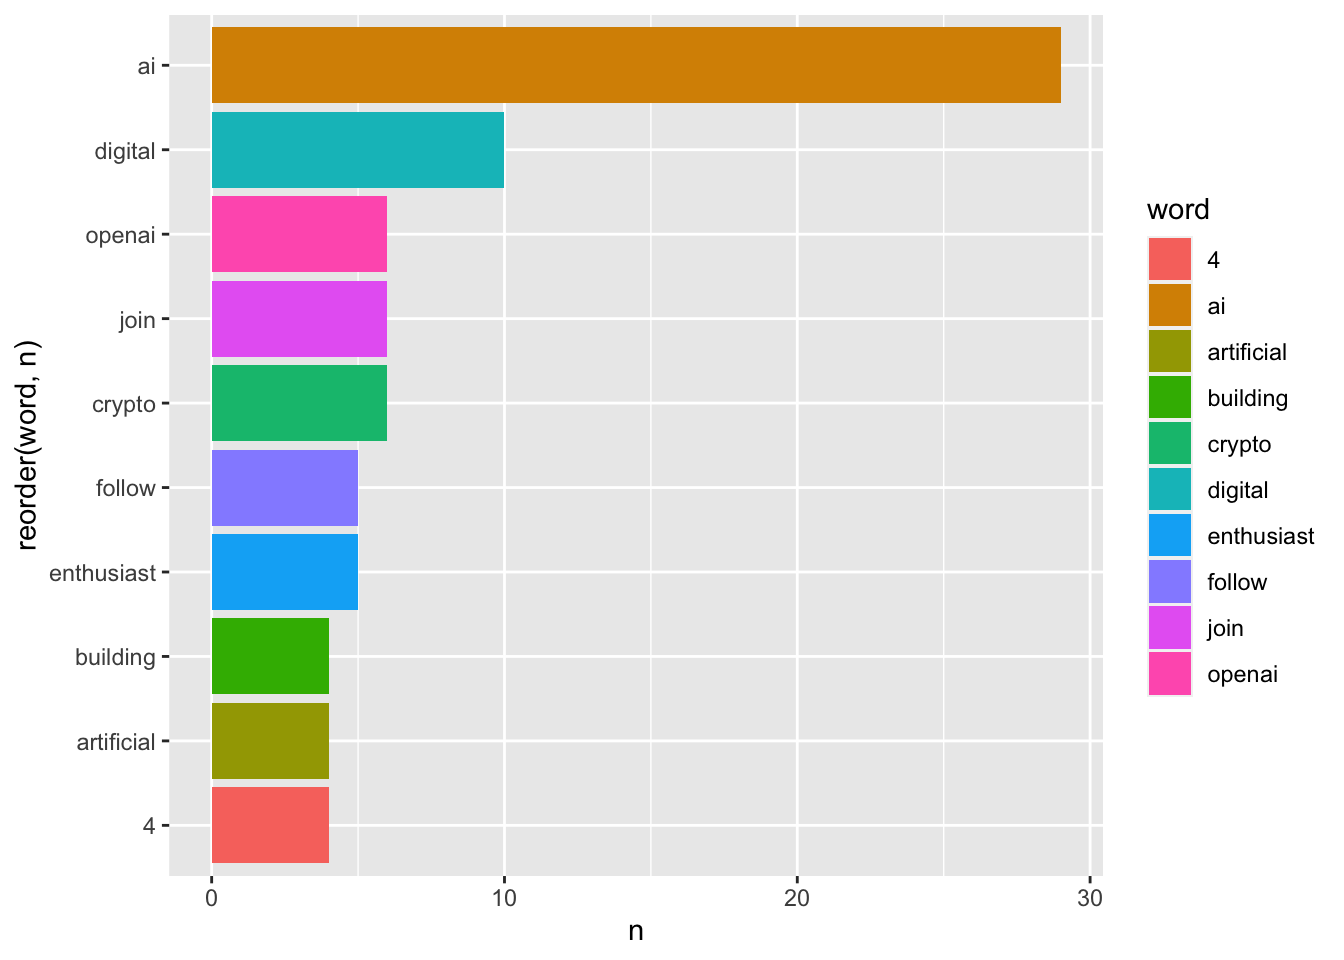 reorder(word, n)
ai
digital
openai
join
crypto
follow
enthusiast
building
artificial
4
0
10
20
30
n
word
4
ai
artificial
building
crypto
digital
enthusiast
follow
join
openai